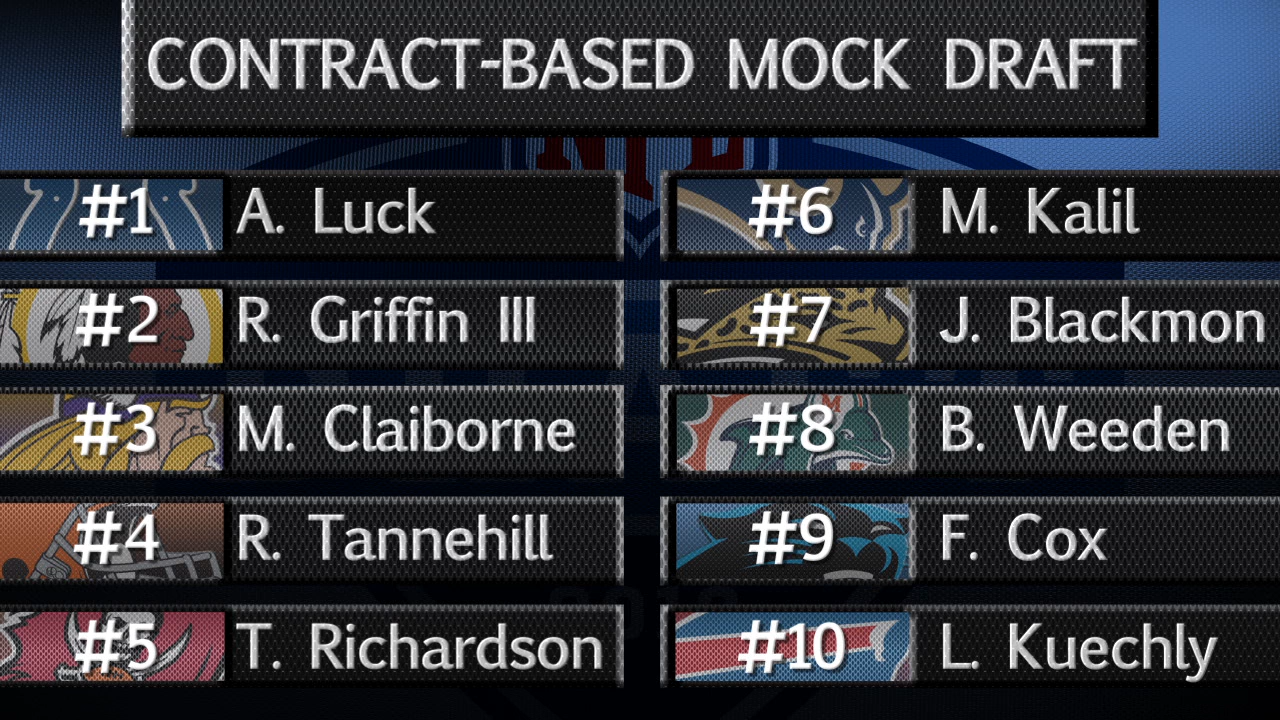 CONTRACT-BASED MOCK DRAFT
#1 A. Luck
#2 R. Griffin III
#3 M. Claiborne
#4 R. Tannehill
#5 T. Richardson
#6 M. Kalil
#7 J. Blackmon
#8 B. Weeden
#9 F. Cox
#10 L. Kuechly